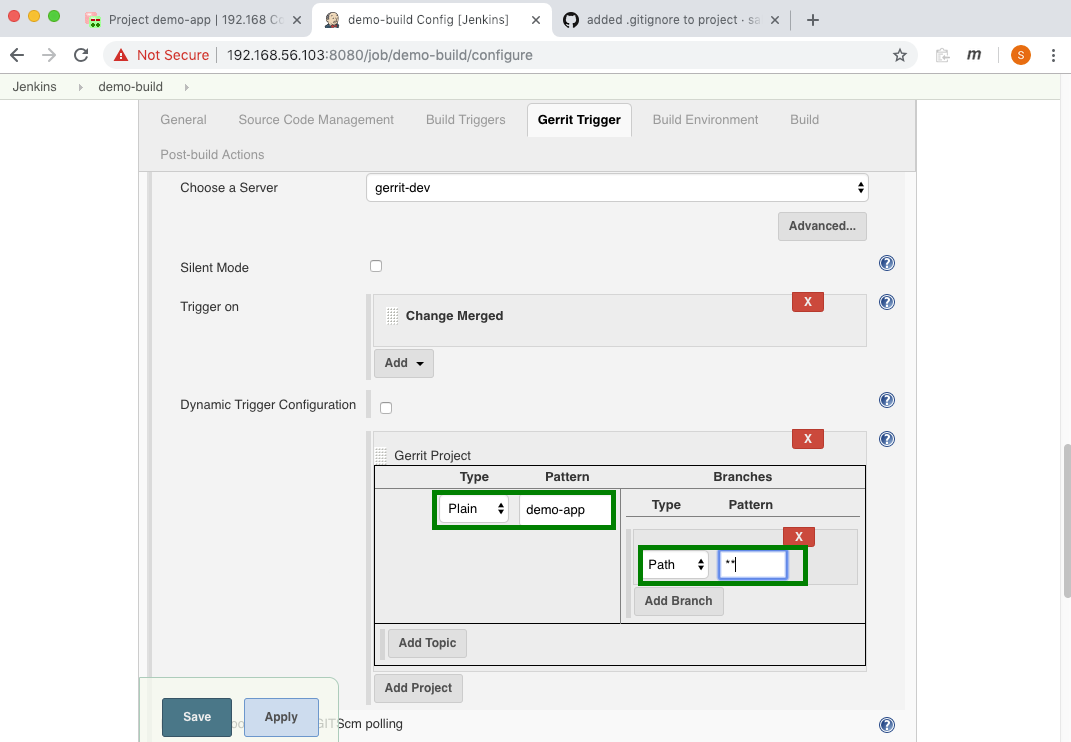 Project demo-app | 192.168 Co
demo-build Config [Jenkins]
added .gitignore to project · sa
Not Secure
192.168.56.103:8080/job/demo-build/configure
m
S
Jenkins
demo-build
General
Source Code Management
Build Triggers
Gerrit Trigger
Build Environment
Build
Post-build Actions
Choose a Server
gerrit-dev
Advanced...
?
Silent Mode
Trigger on
X
?
Change Merged
Add
Dynamic Trigger Configuration
?
X
?
Gerrit Project
Type
Pattern
Branches
Plain
demo-app
Type
Pattern
X
Path
**
Add Branch
Add Topic
Add Project
Save
Apply
GITScm polling
?